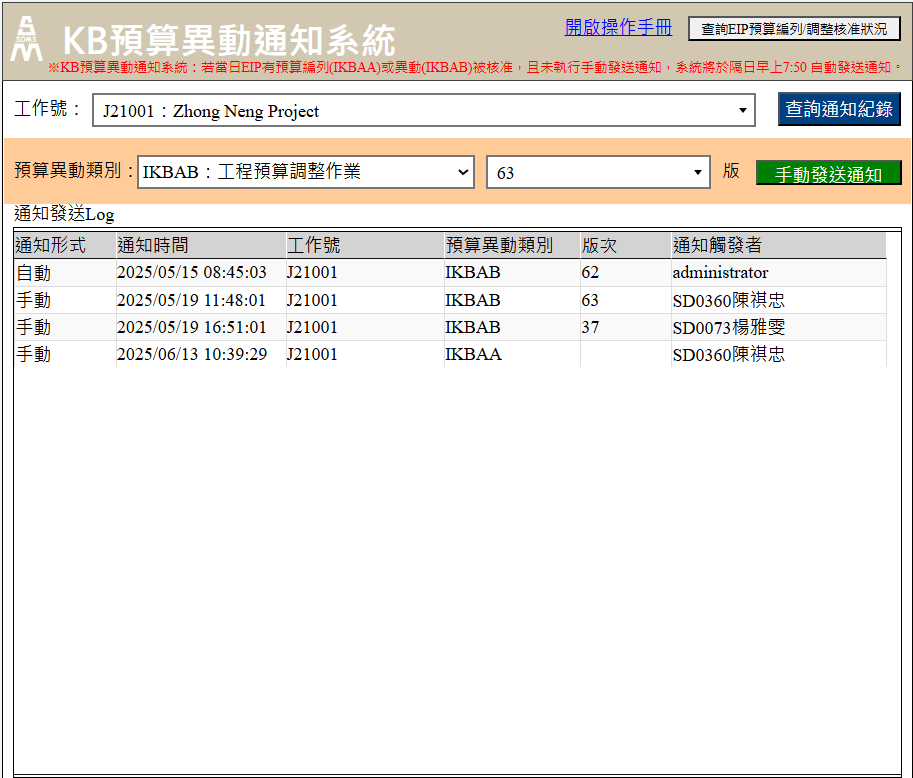 開啟操作手冊 查詢EIP預算編列/調整核准狀況
KB預算異動通知系統
※KB預算異動通知系統：若當日EIP有預算編列(IKBAA)或異動(IKBAB)被核准，且未執行手動發送通知，系統將於隔日早上7:50 自動發送通知。
工作號： J21001：Zhong Neng Project 查詢通知紀錄
預算異動類別： IKBAB：工程預算調整作業 63 版 手動發送通知
通知發送Log
通知形式 通知時間 工作號 預算異動類別 版次 通知觸發者
自動 2025/05/15 08:45:03 J21001 IKBAB 62 administrator
手動 2025/05/19 11:48:01 J21001 IKBAB 63 SD0360陳祺忠
手動 2025/05/19 16:51:01 J21001 IKBAB 37 SD0073楊雅雯
手動 2025/06/13 10:39:29 J21001 IKBAA SD0360陳祺忠